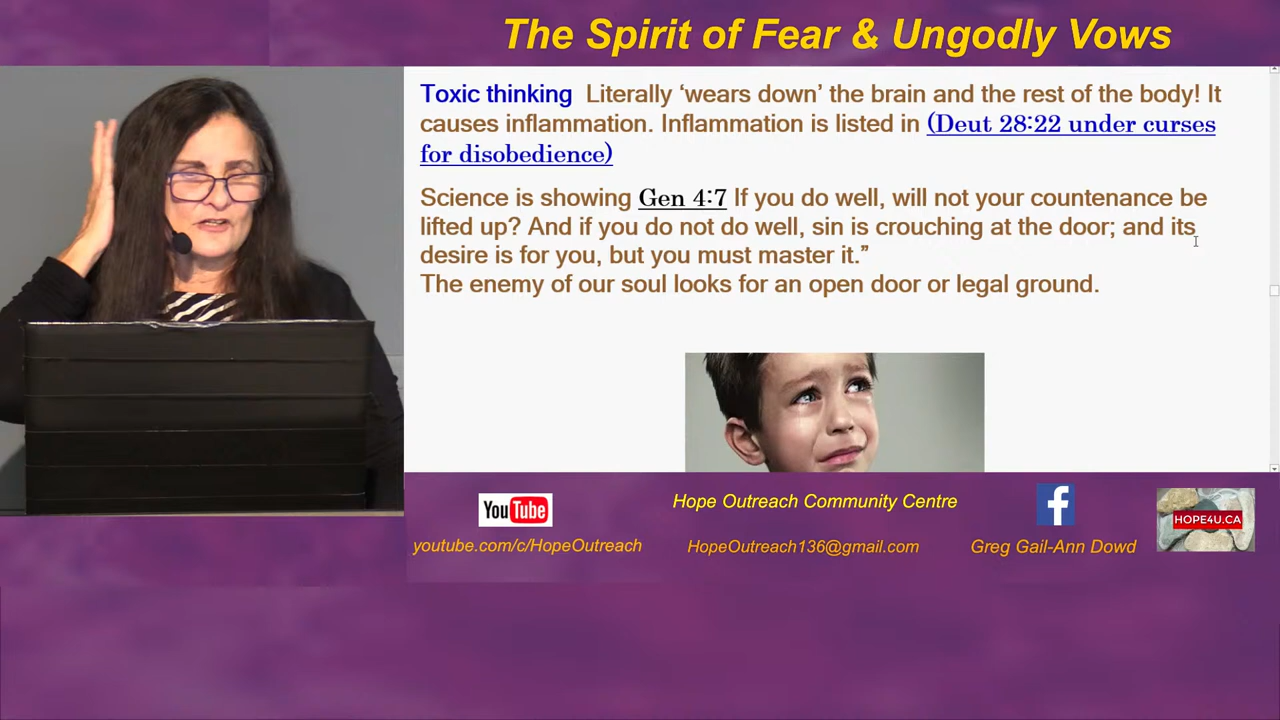 The Spirit of Fear & Ungodly Vows
Toxic thinking Literally ‘wears down’ the brain and the rest of the body! It
causes inflammation. Inflammation is listed in (Deut 28:22 under curses
for disobedience)
Science is showing Gen 4:7 If you do well, will not your countenance be
lifted up? And if you do not do well, sin is crouching at the door; and its
desire is for you, but you must master it.”
The enemy of our soul looks for an open door or legal ground.
YouTube
youtube.com/c/HopeOutreach
Hope Outreach Community Centre
HopeOutreach136@gmail.com
f
Greg Gail-Ann Dowd
HOPE4U.CA